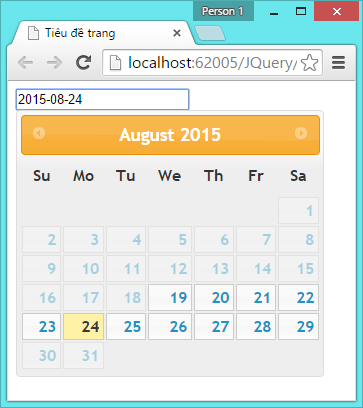 Person 1
Tiêu đề trang
localhost:62005/JQuery/
2015-08-24
August 2015
Su Mo Tu We Th Fr Sa
1
2 3 4 5 6 7 8
9 10 11 12 13 14 15
16 17 18 19 20 21 22
23 24 25 26 27 28 29
30 31